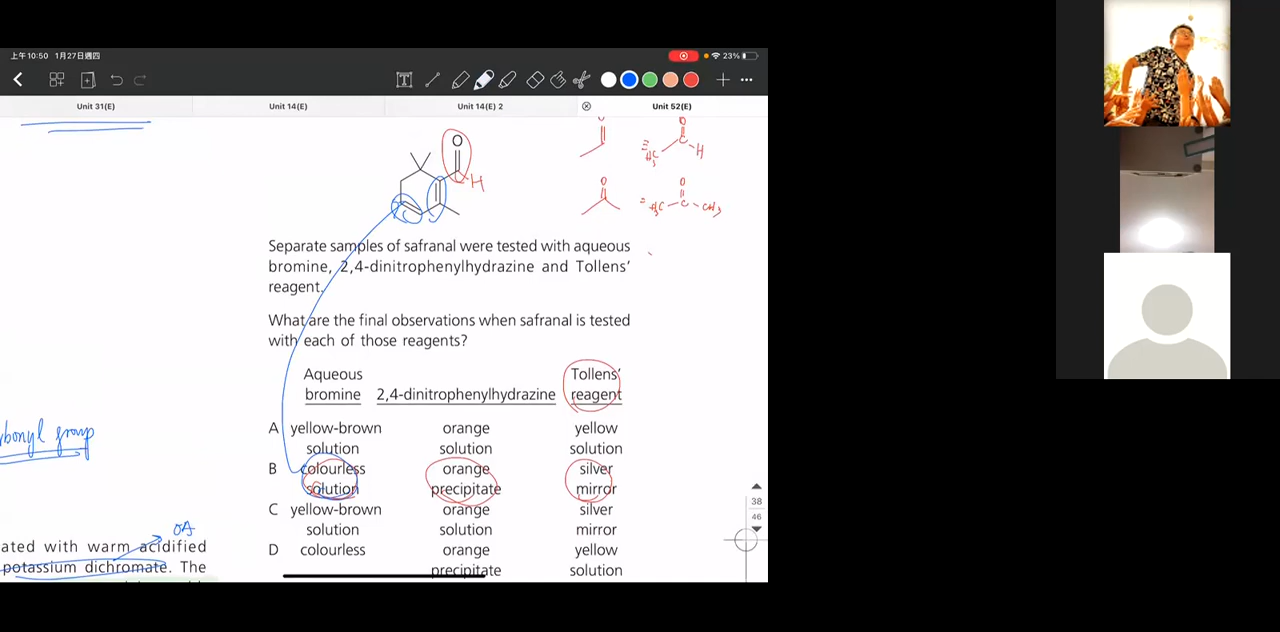 上午10:50 1月27日週四
23%
Unit 31(E)
Unit 14(E)
Unit 14(E) 2
Unit 52(E)
O
H
O
H₃C
C
H
O
O
H₃C
C
CH₃
Separate samples of safranal were tested with aqueous
bromine, 2,4-dinitrophenylhydrazine and Tollens'
reagent.
What are the final observations when safranal is tested
with each of those reagents?
Aqueous Tollens'
bromine 2,4-dinitrophenylhydrazine reagent
A yellow-brown orange yellow
solution solution solution
B colourless orange silver
solution precipitate mirror
C yellow-brown orange silver
solution solution mirror
D colourless orange yellow
precipitate solution
bonyl group
OA
ated with warm acidified
potassium dichromate. The
38
46